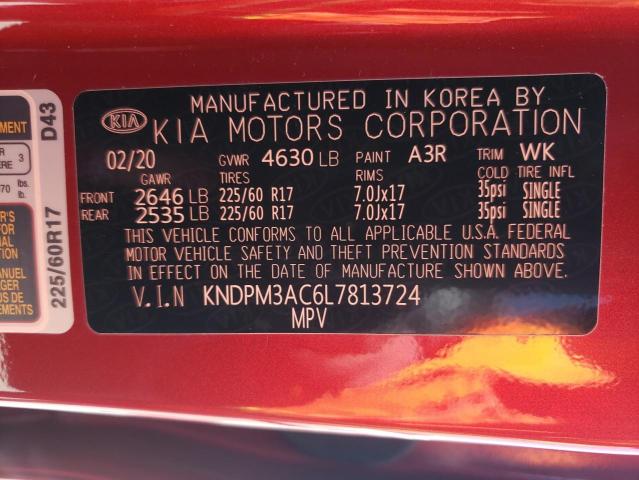 MANUFACTURED IN KOREA BY
KIA KIA MOTORS CORPORATION
02/20 GVWR 4630 LB PAINT A3R TRIM WK
GAWR TIRES RIMS COLD TIRE INFL
FRONT 2646 LB 225/60 R17 7.0Jx17 35psi SINGLE
REAR 2535 LB 225/60 R17 7.0Jx17 35psi SINGLE
THIS VEHICLE CONFORMS TO ALL APPLICABLE U.S.A. FEDERAL
MOTOR VEHICLE SAFETY AND THEFT PREVENTION STANDARDS
IN EFFECT ON THE DATE OF MANUFACTURE SHOWN ABOVE.
V.I.N KNDPM3AC6L7813724
MPV
225/60R17 D43
3
lbs.